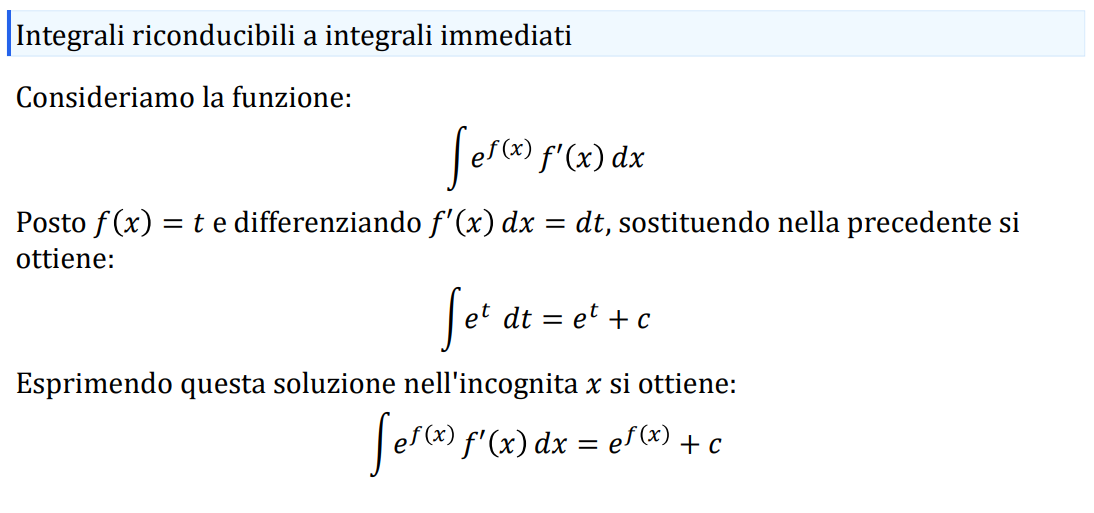 Integrali riconducibili a integrali immediati
Consideriamo la funzione:
∫ e^{f(x)} f′(x) dx
Posto f(x) = t e differenziando f′(x) dx = dt, sostituendo nella precedente si
ottiene:
∫ e^t dt = e^t + c
Esprimendo questa soluzione nell'incognita x si ottiene:
∫ e^{f(x)} f′(x) dx = e^{f(x)} + c